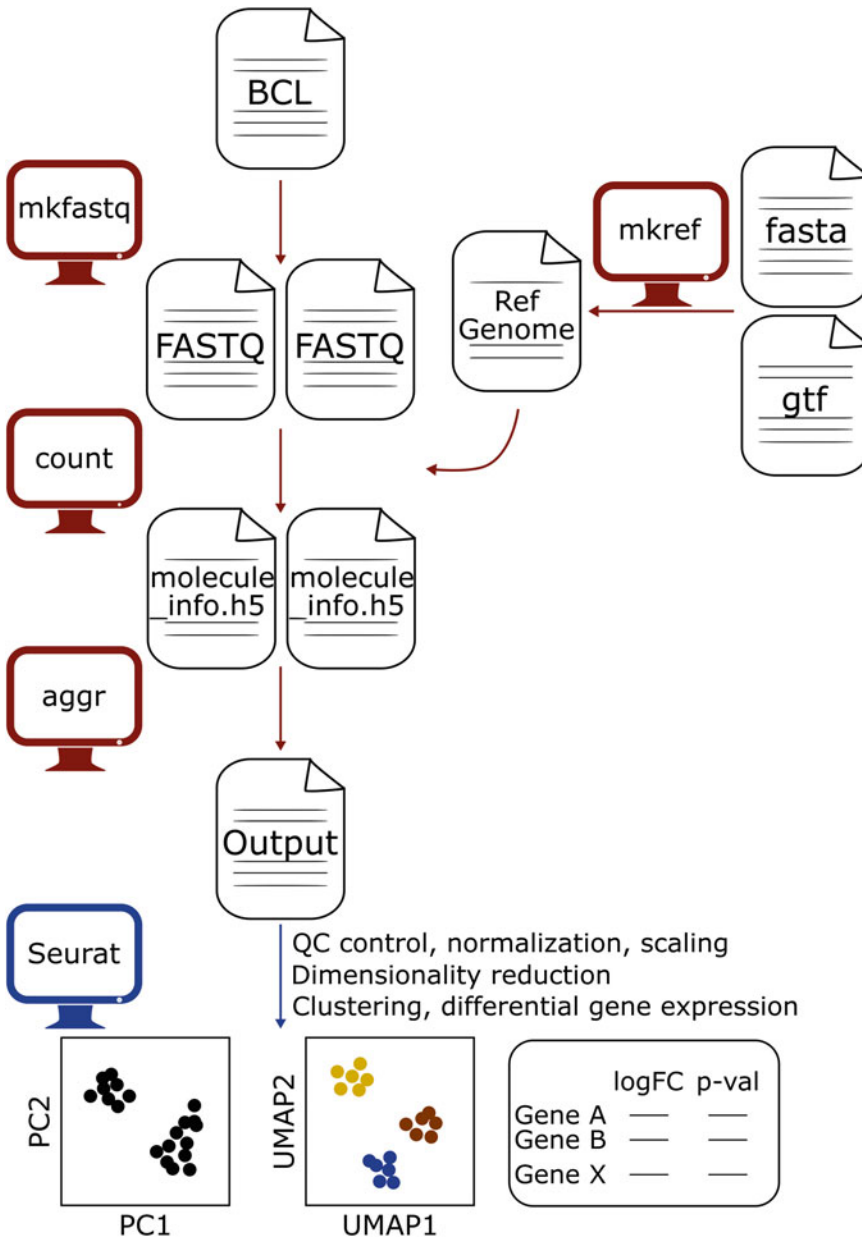 BCL
mkfastq
mkref
fasta
FASTQ
FASTQ
Ref
Genome
gtf
count
molecule
_info.h5
molecule
_info.h5
aggr
Output
Seurat
QC control, normalization, scaling
Dimensionality reduction
Clustering, differential gene expression
PC2
PC1
UMAP2
UMAP1
logFC p-val
Gene A
Gene B
Gene X